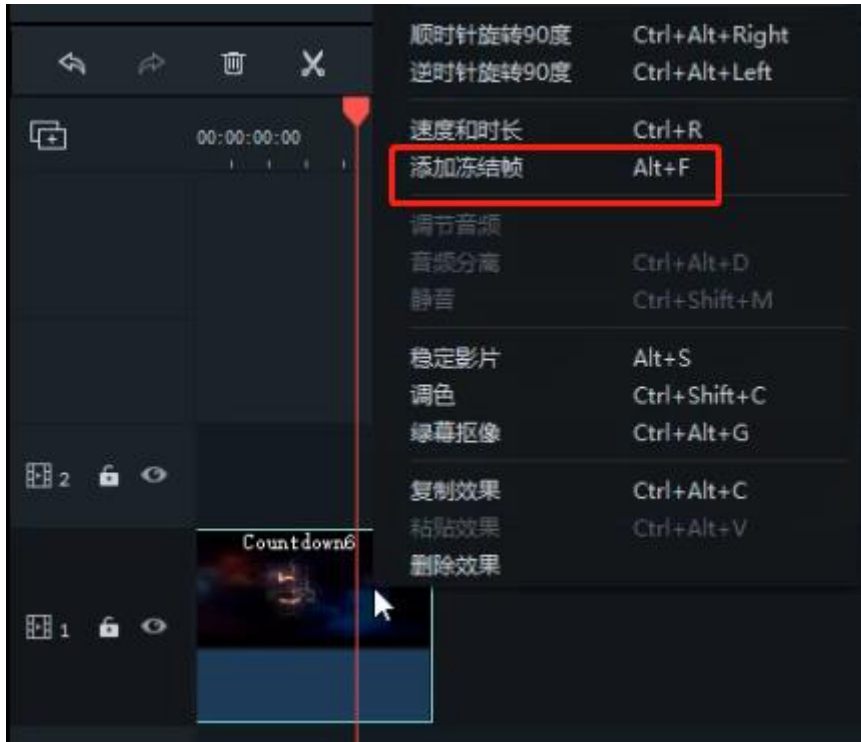 顺时针旋转90度 Ctrl+Alt+Right
逆时针旋转90度 Ctrl+Alt+Left
00:00:00:00
速度和时长 Ctrl+R
添加冻结帧 Alt+F
调节音频
音频分离 Ctrl+Alt+D
静音 Ctrl+Shift+M
稳定影片 Alt+S
调色 Ctrl+Shift+C
绿幕抠像 Ctrl+Alt+G
2
复制效果 Ctrl+Alt+C
粘贴效果 Ctrl+Alt+V
Countdown6
删除效果
1